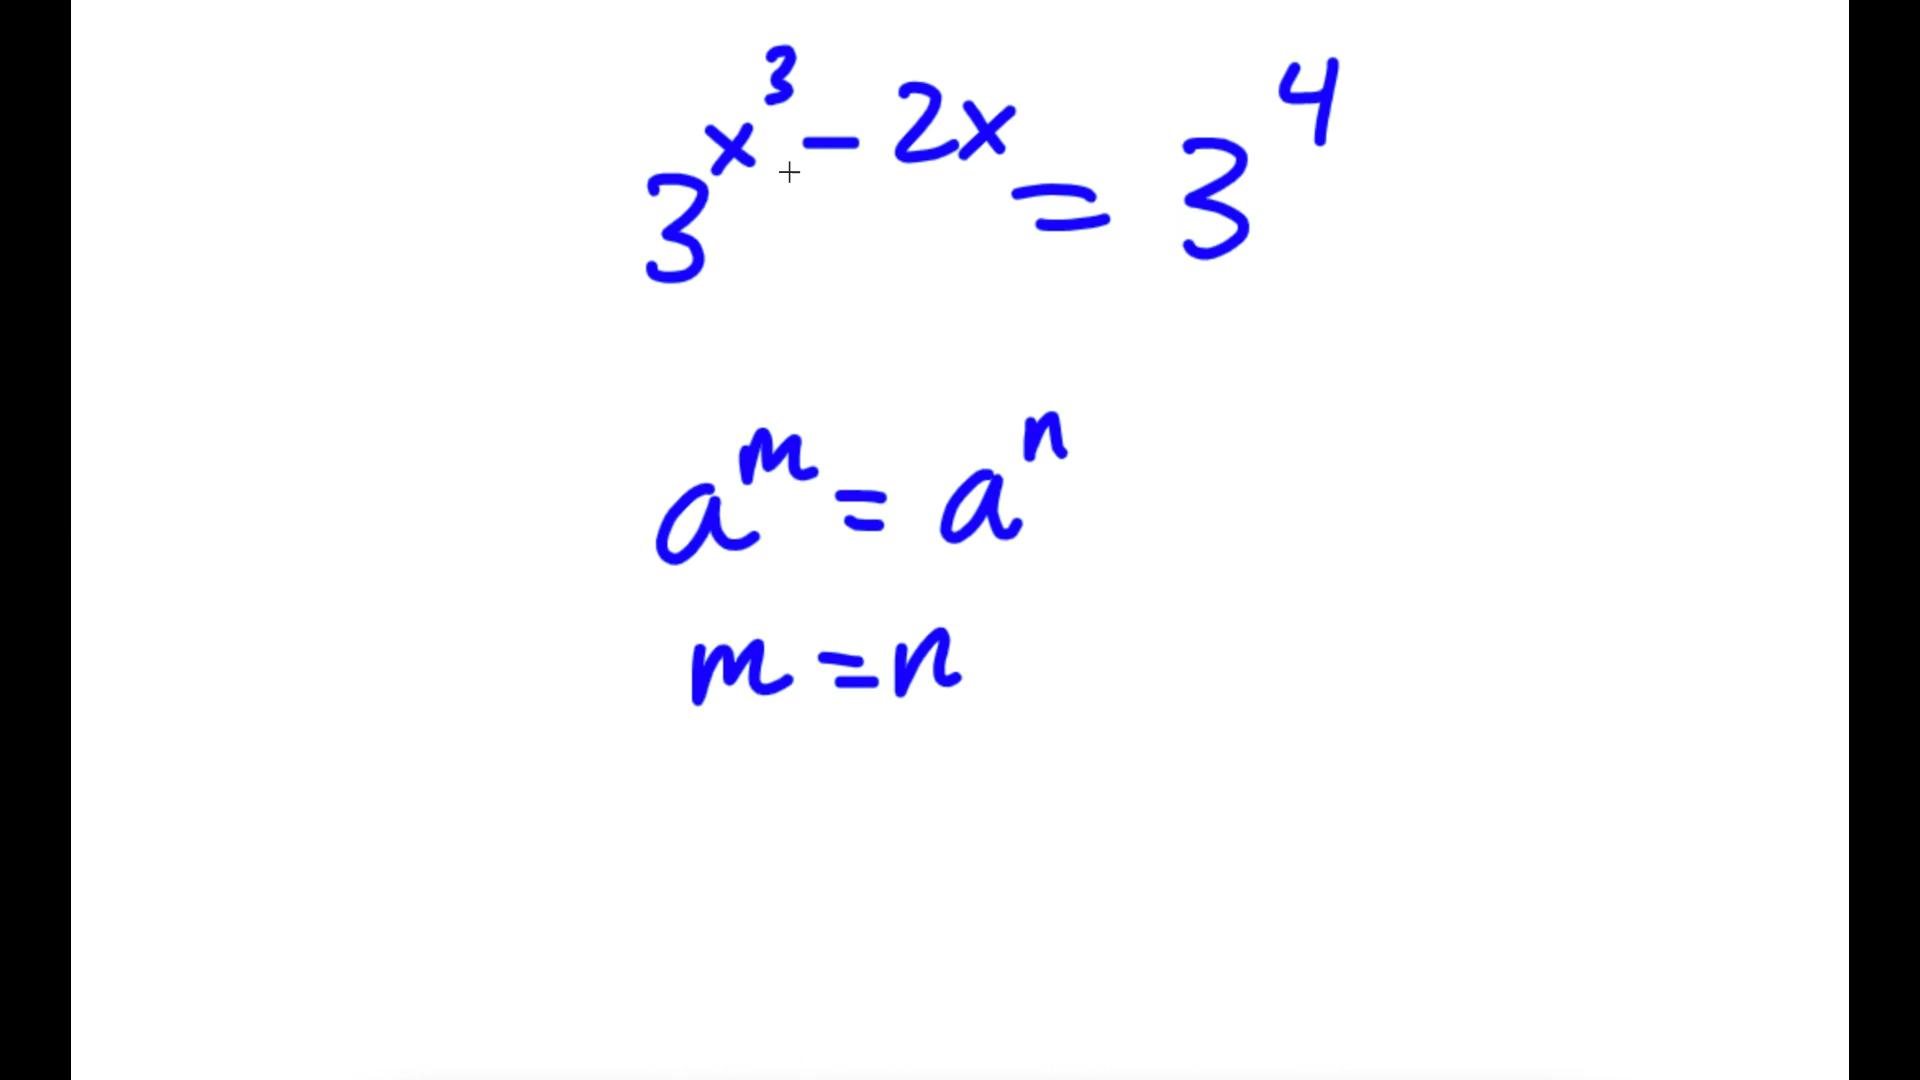 3^{x^3 - 2x} = 3^4
a^m = a^n
m = n